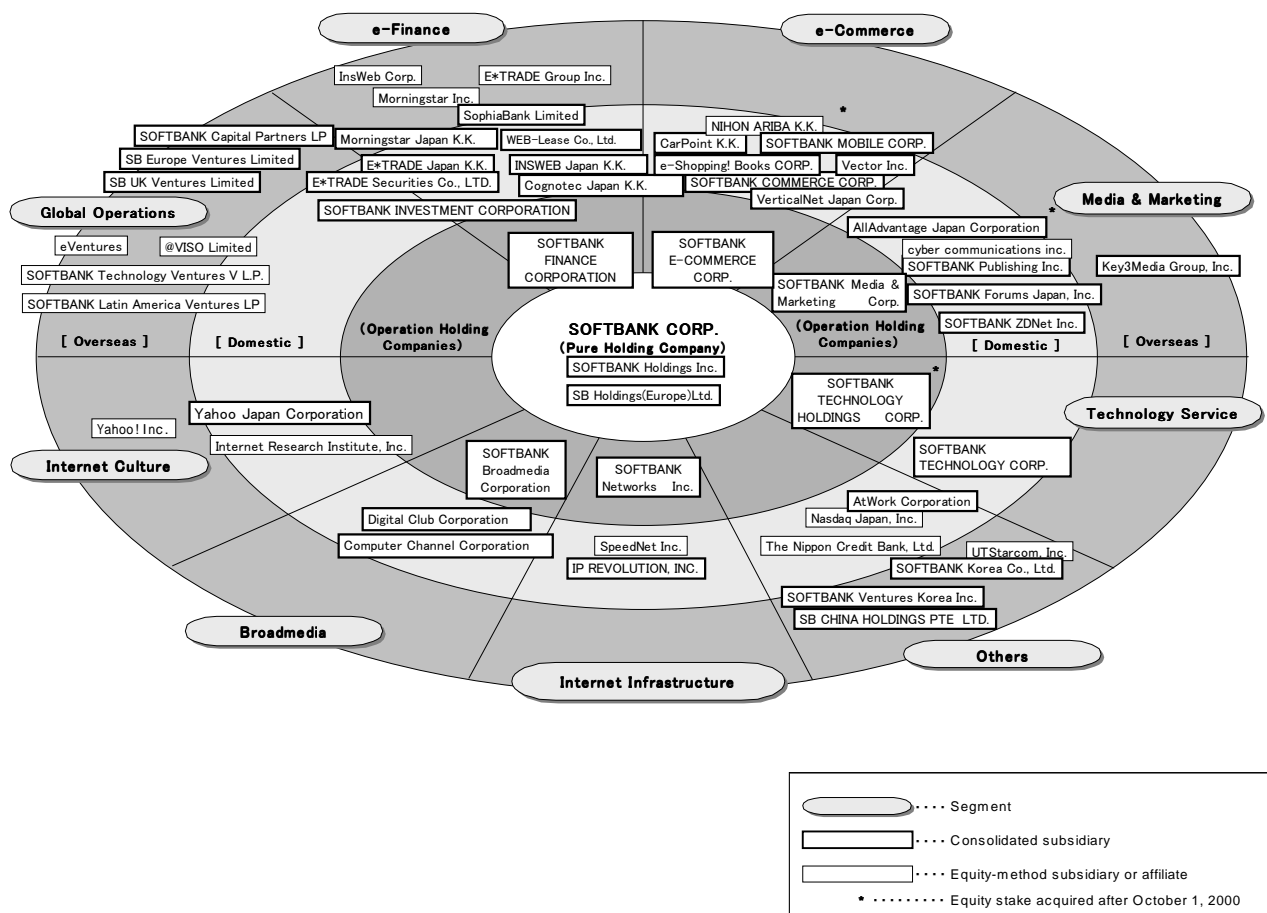 e-Finance
e-Commerce
InsWeb Corp.
E*TRADE Group Inc.
Morningstar Inc.
SophiaBank Limited
*
NIHON ARIBA K.K.
SOFTBANK Capital Partners LP
Morningstar Japan K.K.
WEB-Lease Co., Ltd.
CarPoint K.K.
SOFTBANK MOBILE CORP.
SB Europe Ventures Limited
E*TRADE Japan K.K.
INSWEB Japan K.K.
e-Shopping! Books CORP.
Vector Inc.
SB UK Ventures Limited
E*TRADE Securities Co., LTD.
Cognotec Japan K.K.
SOFTBANK COMMERCE CORP.
VerticalNet Japan Corp.
Global Operations
SOFTBANK INVESTMENT CORPORATION
Media & Marketing
*
AllAdvantage Japan Corporation
eVentures
@VISO Limited
SOFTBANK
FINANCE
CORPORATION
SOFTBANK
E-COMMERCE
CORP.
cyber communications inc.
SOFTBANK Publishing Inc.
Key3Media Group, Inc.
SOFTBANK Technology Ventures V L.P.
SOFTBANK Media &
Marketing Corp.
SOFTBANK Forums Japan, Inc.
SOFTBANK Latin America Ventures LP
SOFTBANK ZDNet Inc.
[ Overseas ]
[ Domestic ]
(Operation Holding
Companies)
SOFTBANK CORP.
(Pure Holding Company)
SOFTBANK Holdings Inc.
SB Holdings(Europe)Ltd.
(Operation Holding
Companies)
[ Domestic ]
[ Overseas ]
*
SOFTBANK
TECHNOLOGY
HOLDINGS CORP.
Yahoo Japan Corporation
Technology Service
Yahoo! Inc.
Internet Research Institute, Inc.
Internet Culture
SOFTBANK
Broadmedia
Corporation
SOFTBANK
Networks Inc.
SOFTBANK
TECHNOLOGY CORP.
AtWork Corporation
Nasdaq Japan, Inc.
Digital Club Corporation
Computer Channel Corporation
SpeedNet Inc.
IP REVOLUTION, INC.
The Nippon Credit Bank, Ltd.
UTStarcom, Inc.
SOFTBANK Korea Co., Ltd.
SOFTBANK Ventures Korea Inc.
SB CHINA HOLDINGS PTE LTD.
Broadmedia
Others
Internet Infrastructure
···· Segment
···· Consolidated subsidiary
···· Equity-method subsidiary or affiliate
* ········· Equity stake acquired after October 1, 2000